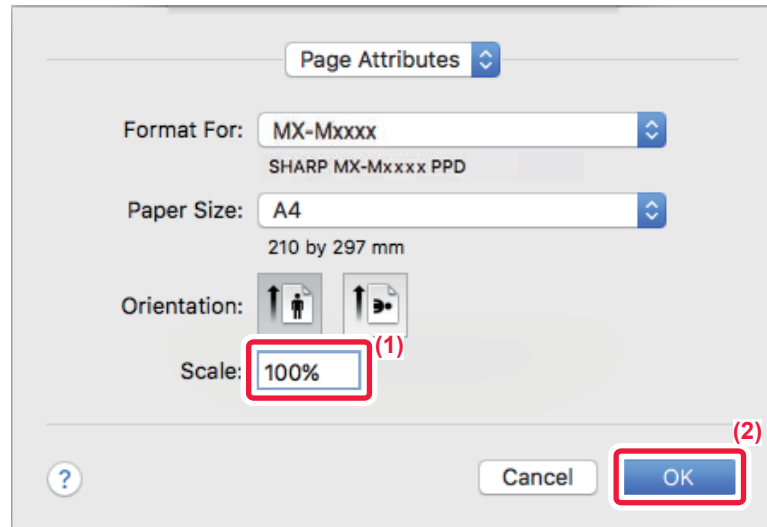 Page Attributes
Format For: MX-Mxxxx
SHARP MX-Mxxxx PPD
Paper Size: A4
210 by 297 mm
Orientation:
(1)
Scale: 100%
(2)
? Cancel OK